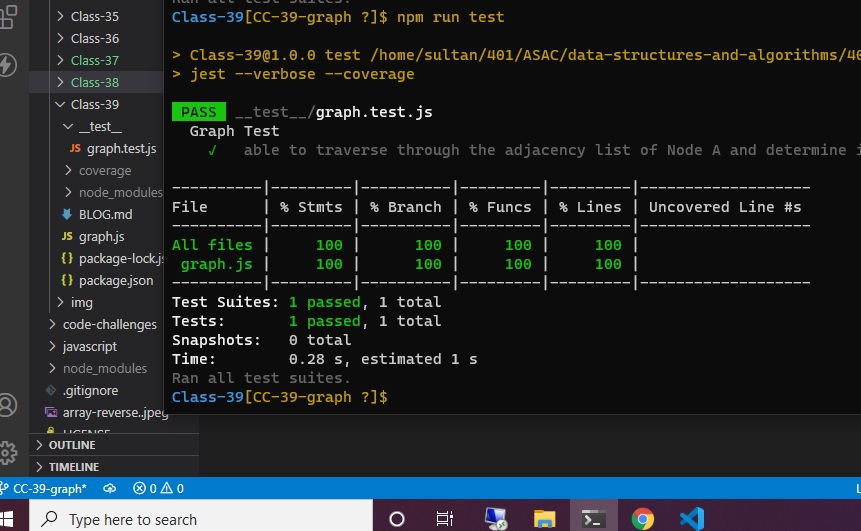 Class-35
Class-36
Class-37
Class-38
Class-39
__test__
JS graph.test.js
coverage
node_modules
BLOG.md
JS graph.js
{} package-lock.js
{} package.json
img
code-challenges
javascript
node_modules
.gitignore
array-reverse..jpeg
LICENSE
OUTLINE
TIMELINE
Ran all test suites.
Class-39[CC-39-graph ?]$ npm run test
> Class-39@1.0.0 test /home/sultan/401/ASAC/data-structures-and-algorithms/40
> jest --verbose --coverage
PASS __test__/graph.test.js
Graph Test
✓ able to traverse through the adjacency list of Node A and determine i
----------|---------|----------|---------|---------|-------------------
File | % Stmts | % Branch | % Funcs | % Lines | Uncovered Line #s
----------|---------|----------|---------|---------|-------------------
All files | 100 | 100 | 100 | 100 |
graph.js | 100 | 100 | 100 | 100 |
----------|---------|----------|---------|---------|-------------------
Test Suites: 1 passed, 1 total
Tests: 1 passed, 1 total
Snapshots: 0 total
Time: 0.28 s, estimated 1 s
Ran all test suites.
Class-39[CC-39-graph ?]$
CC-39-graph* 0 0
Type here to search